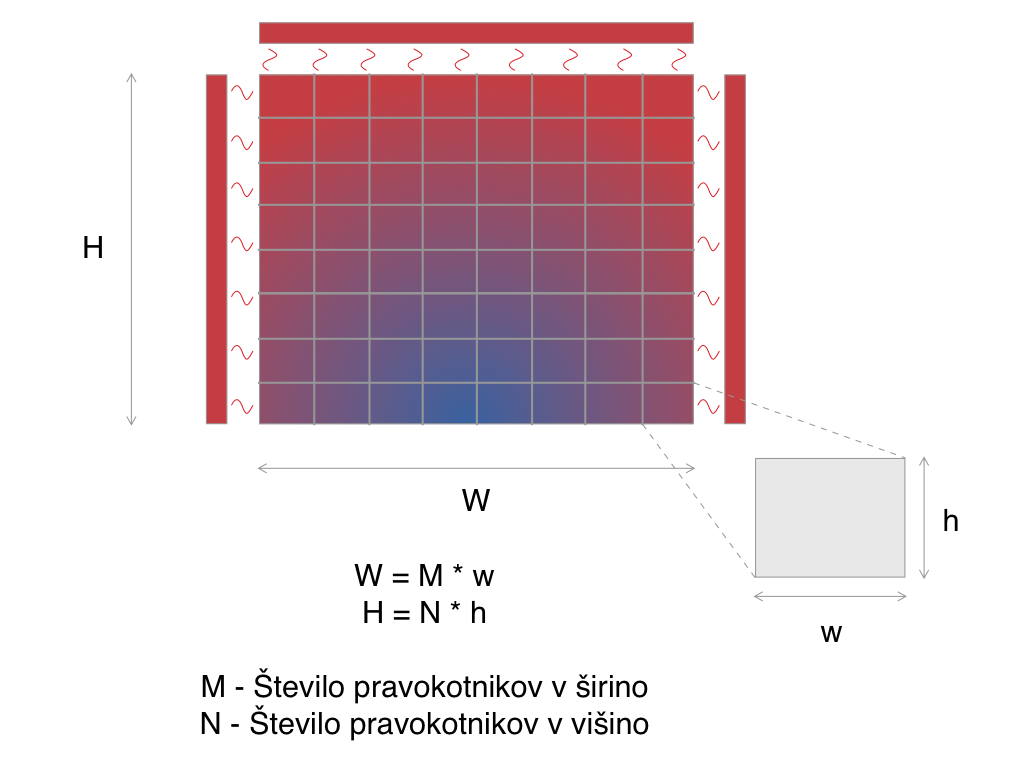 H
W
h
w
W = M * w
H = N * h
M - Število pravokotnikov v širino
N - Število pravokotnikov v višino